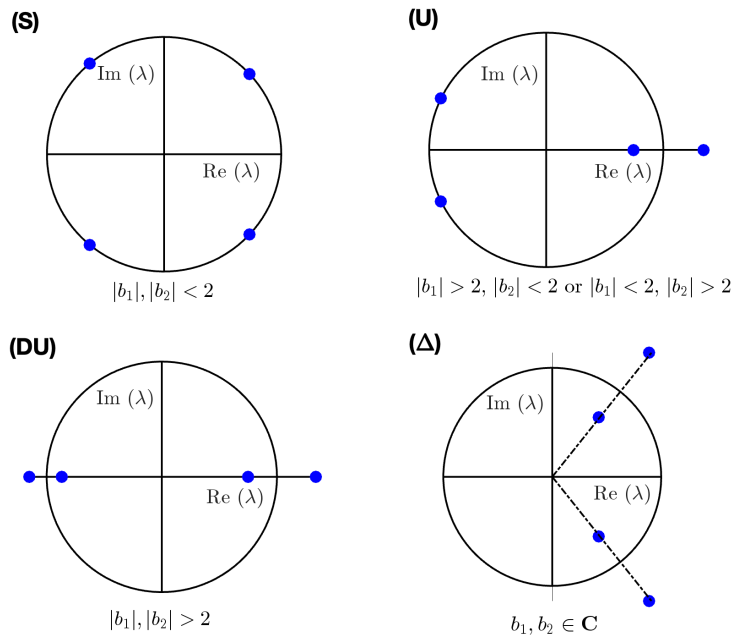 (S)
Im (λ)
Re (λ)
|b₁|, |b₂| < 2
(U)
Im (λ)
Re (λ)
|b₁| > 2, |b₂| < 2 or |b₁| < 2, |b₂| > 2
(DU)
Im (λ)
Re (λ)
|b₁|, |b₂| > 2
(Δ)
Im (λ)
Re (λ)
b₁, b₂ ∈ C